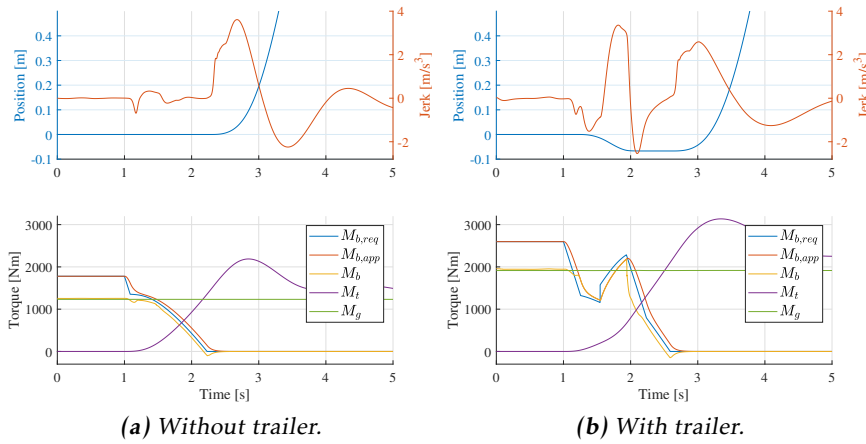 0.4
0.3
0.2
0.1
0
-0.1
Position [m]
4
2
0
-2
Jerk [m/s³]
0 1 2 3 4 5
3000
2000
1000
0
Torque [Nm]
M_{b,req}
M_{b,app}
M_b
M_t
M_g
0 1 2 3 4 5
Time [s]
(a) Without trailer.
0.4
0.3
0.2
0.1
0
-0.1
Position [m]
4
2
0
-2
Jerk [m/s³]
0 1 2 3 4 5
3000
2000
1000
0
Torque [Nm]
M_{b,req}
M_{b,app}
M_b
M_t
M_g
0 1 2 3 4 5
Time [s]
(b) With trailer.